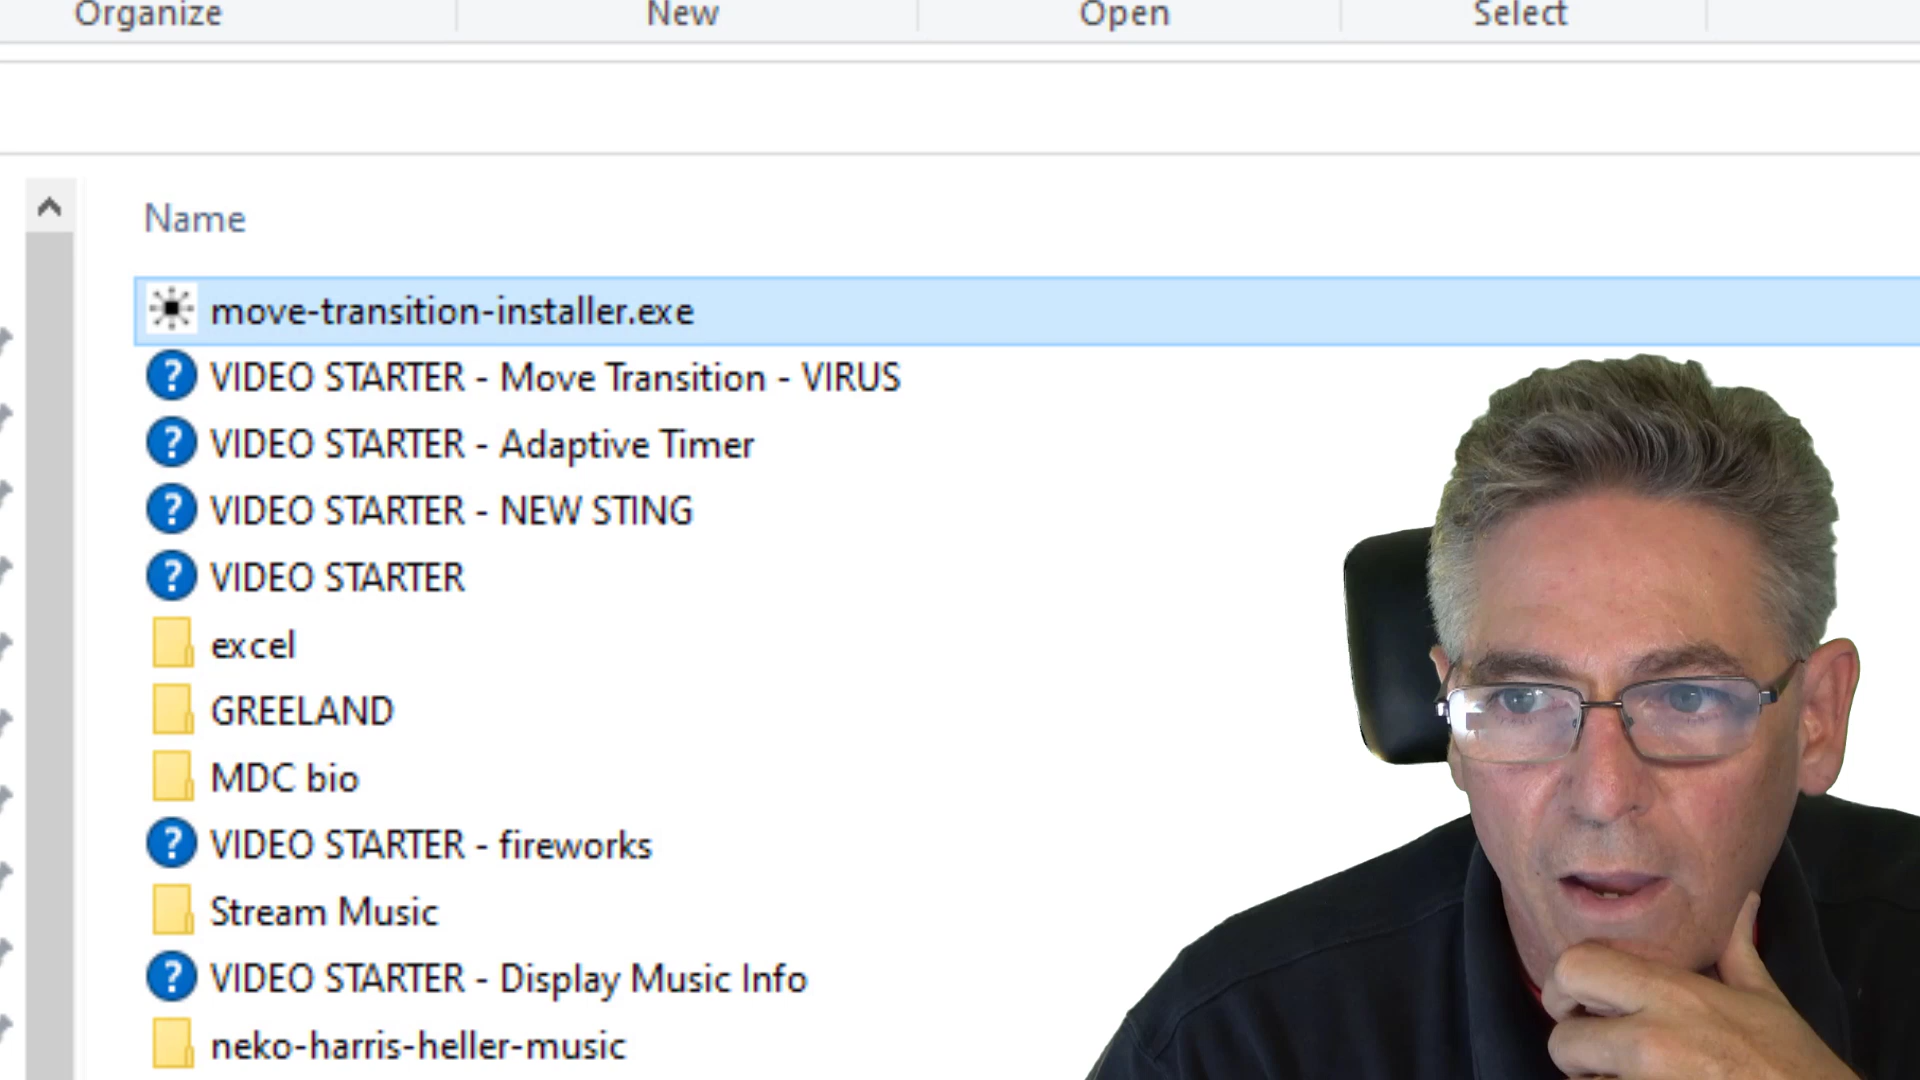 Organize New Open Select
Name
move-transition-installer.exe
VIDEO STARTER - Move Transition - VIRUS
VIDEO STARTER - Adaptive Timer
VIDEO STARTER - NEW STING
VIDEO STARTER
excel
GREELAND
MDC bio
VIDEO STARTER - fireworks
Stream Music
VIDEO STARTER - Display Music Info
neko-harris-heller-music